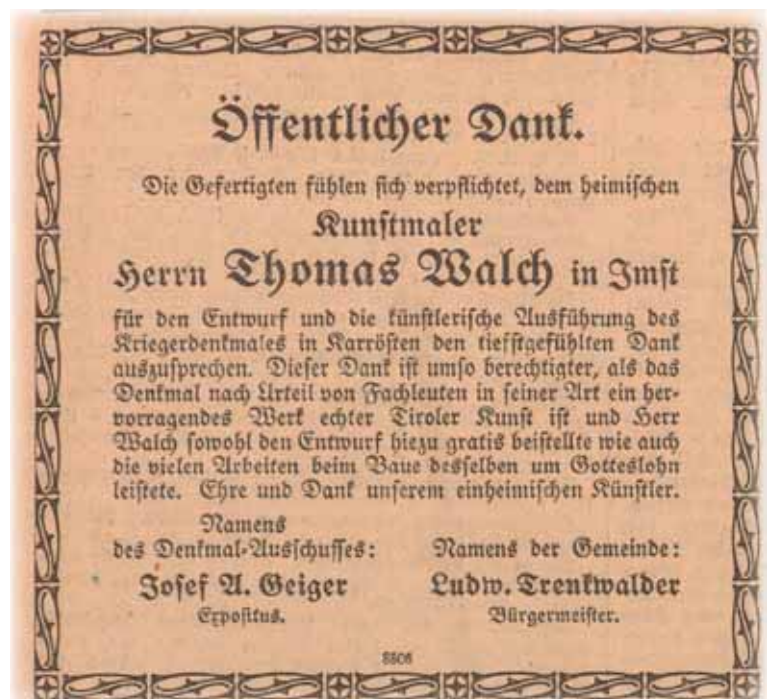 Öffentlicher Dank.
Die Gefertigten fühlen sich verpflichtet, dem heimischen
Kunstmaler
Herrn Thomas Walch in Imst
für den Entwurf und die künstlerische Ausführung des
Kriegerdenkmales in Karrösten den tiefstgefühlten Dank
auszusprechen. Dieser Dank ist umso berechtigter, als das
Denkmal nach Urteil von Fachleuten in seiner Art ein her-
vorragendes Werk echter Tiroler Kunst ist und Herr
Walch sowohl den Entwurf hiezu gratis beistellte wie auch
die vielen Arbeiten beim Baue desselben um Gotteslohn
leistete. Ehre und Dank unserem einheimischen Künstler.
Namens
des Denkmal-Ausschusses:
Josef A. Geiger
Expositus.
Namens der Gemeinde:
Ludw. Trenkwalder
Bürgermeister.